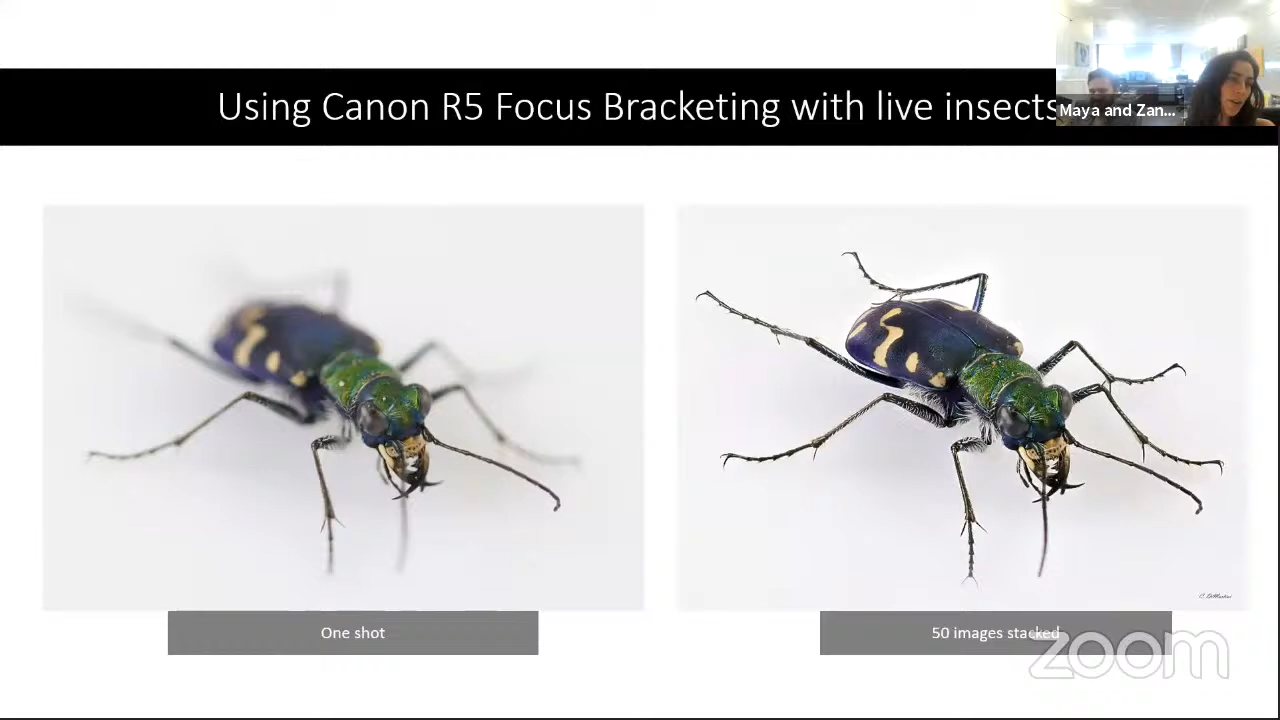 Using Canon R5 Focus Bracketing with live insects
Maya and Zan...
One shot
50 images stacked
zoom